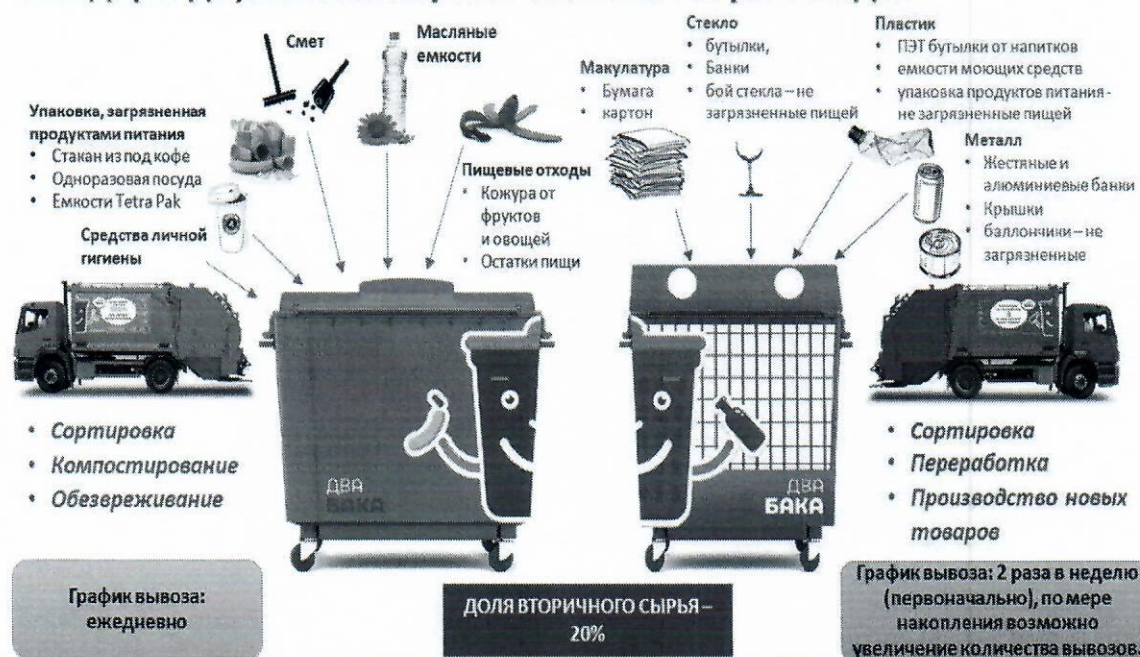 Смет
Масляные
емкости
Упаковка, загрязненная
продуктами питания
• Стакан из под кофе
• Одноразовая посуда
• Емкости Tetra Pak
Средства личной
гигиены
Пищевые отходы
• Кожура от
фруктов
и овощей
• Остатки пищи
Макулатура
• Бумага
• картон
Стекло
• бутылки,
• Банки
• бой стекла – не
загрязненные пищей
Пластик
• ПЭТ бутылки от напитков
• емкости моющих средств
• упаковка продуктов питания-
не загрязненные пищей
Металл
• Жестяные и
алюминиевые банки
• Крышки
• баллончики – не
загрязненные
• Сортировка
• Компостирование
• Обезвреживание
ДВА
БАКА
ДВА
БАКА
• Сортировка
• Переработка
• Производство новых
товаров
График вывоза:
ежедневно
ДОЛЯ ВТОРИЧНОГО СЫРЬЯ –
20%
График вывоза: 2 раза в неделю
(первоначально), по мере
накопления возможно
увеличение количества вывозов.